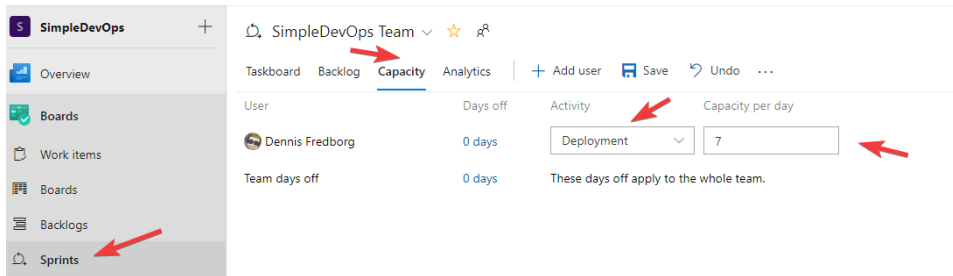 S SimpleDevOps +
Overview
Boards
Work items
Boards
Backlogs
Sprints
SimpleDevOps Team
Taskboard Backlog Capacity Analytics + Add user Save Undo ...
User Days off Activity Capacity per day
Dennis Fredborg 0 days Deployment 7
Team days off 0 days These days off apply to the whole team.